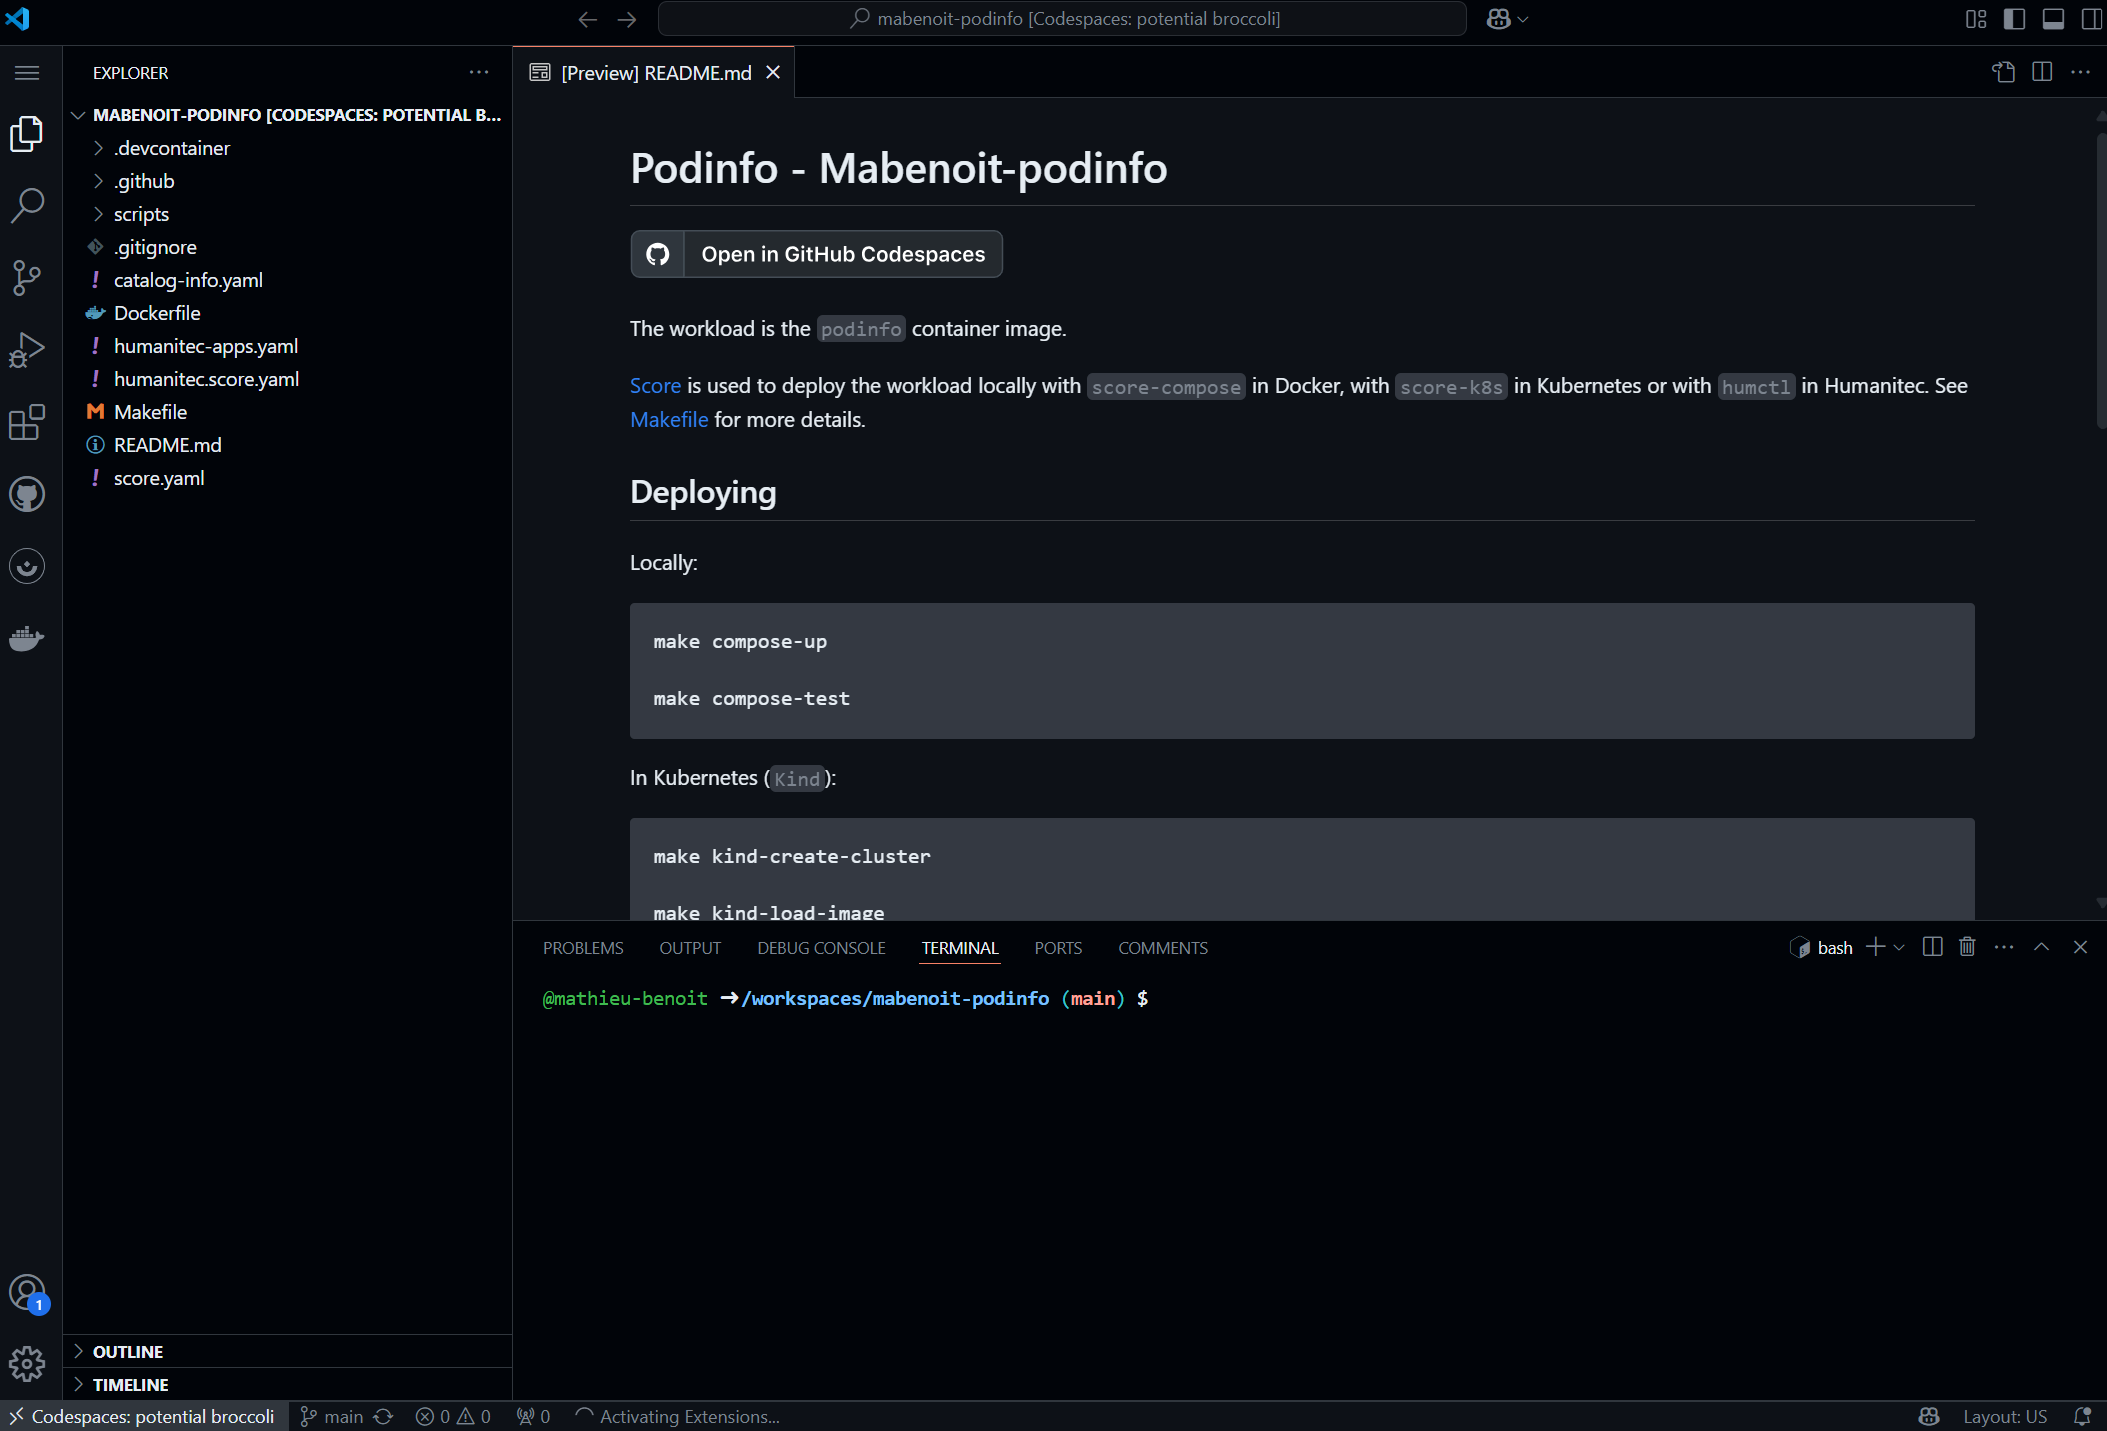 mabenoit-podinfo [Codespaces: potential broccoli]
EXPLORER
MABENOIT-PODINFO [CODESPACES: POTENTIAL B...
.devcontainer
.github
scripts
.gitignore
catalog-info.yaml
Dockerfile
humanitec-apps.yaml
humanitec.score.yaml
Makefile
README.md
score.yaml
OUTLINE
TIMELINE
1
[Preview] README.md
Podinfo - Mabenoit-podinfo
Open in GitHub Codespaces
The workload is the podinfo container image.
Score is used to deploy the workload locally with score-compose in Docker, with score-k8s in Kubernetes or with humctl in Humanitec. See
Makefile for more details.
Deploying
Locally:
make compose-up
make compose-test
In Kubernetes (Kind):
make kind-create-cluster
make kind-load-image
PROBLEMS OUTPUT DEBUG CONSOLE TERMINAL PORTS COMMENTS
bash
@mathieu-benoit ➜/workspaces/mabenoit-podinfo (main) $
Codespaces: potential broccoli main 0 0 0 Activating Extensions... Layout: US